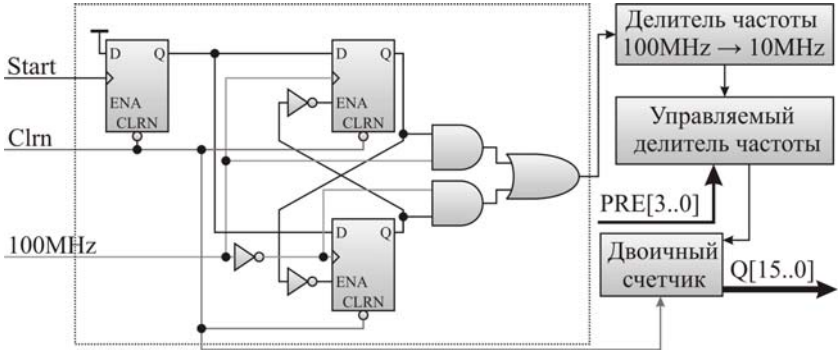 Start
Clrn
100MHz
D Q
ENA
CLRN
D Q
ENA
CLRN
D Q
ENA
CLRN
Делитель частоты
100MHz → 10MHz
Управляемый
делитель частоты
PRE[3..0]
Двоичный
счетчик
Q[15..0]